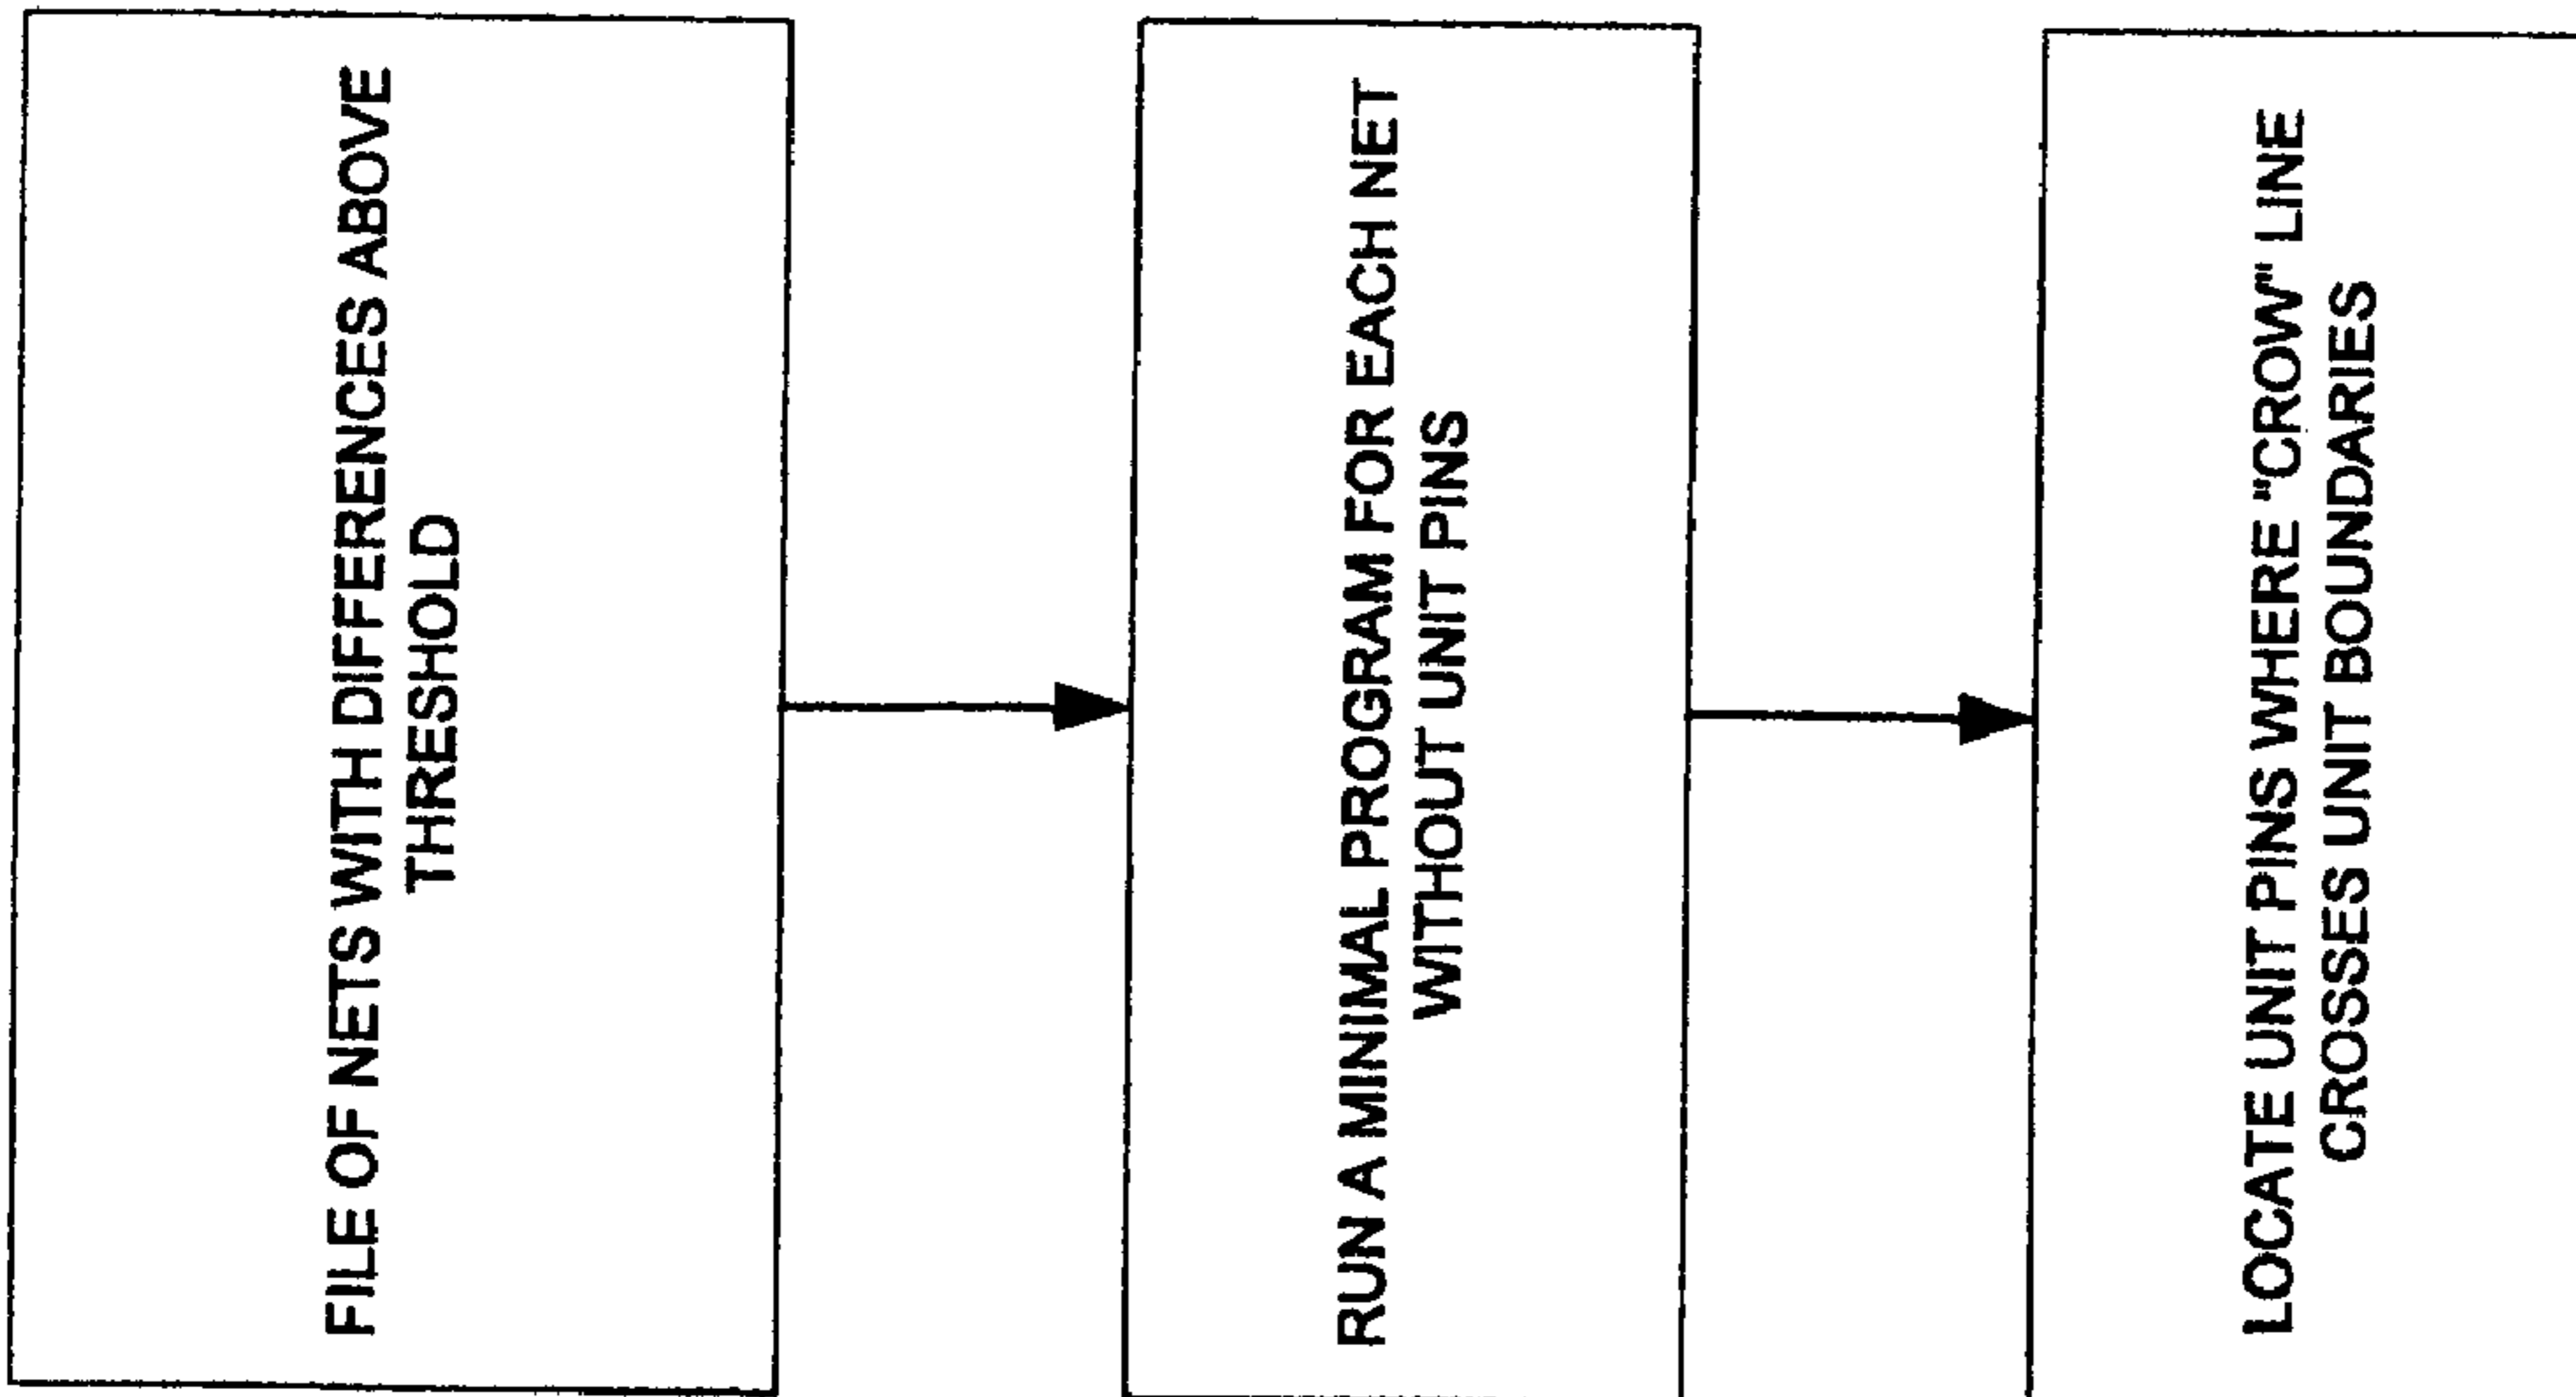 FILE OF NETS WITH DIFFERENCES ABOVE
THRESHOLD
RUN A MINIMAL PROGRAM FOR EACH NET
WITHOUT UNIT PINS
LOCATE UNIT PINS WHERE "CROW" LINE
CROSSES UNIT BOUNDARIES